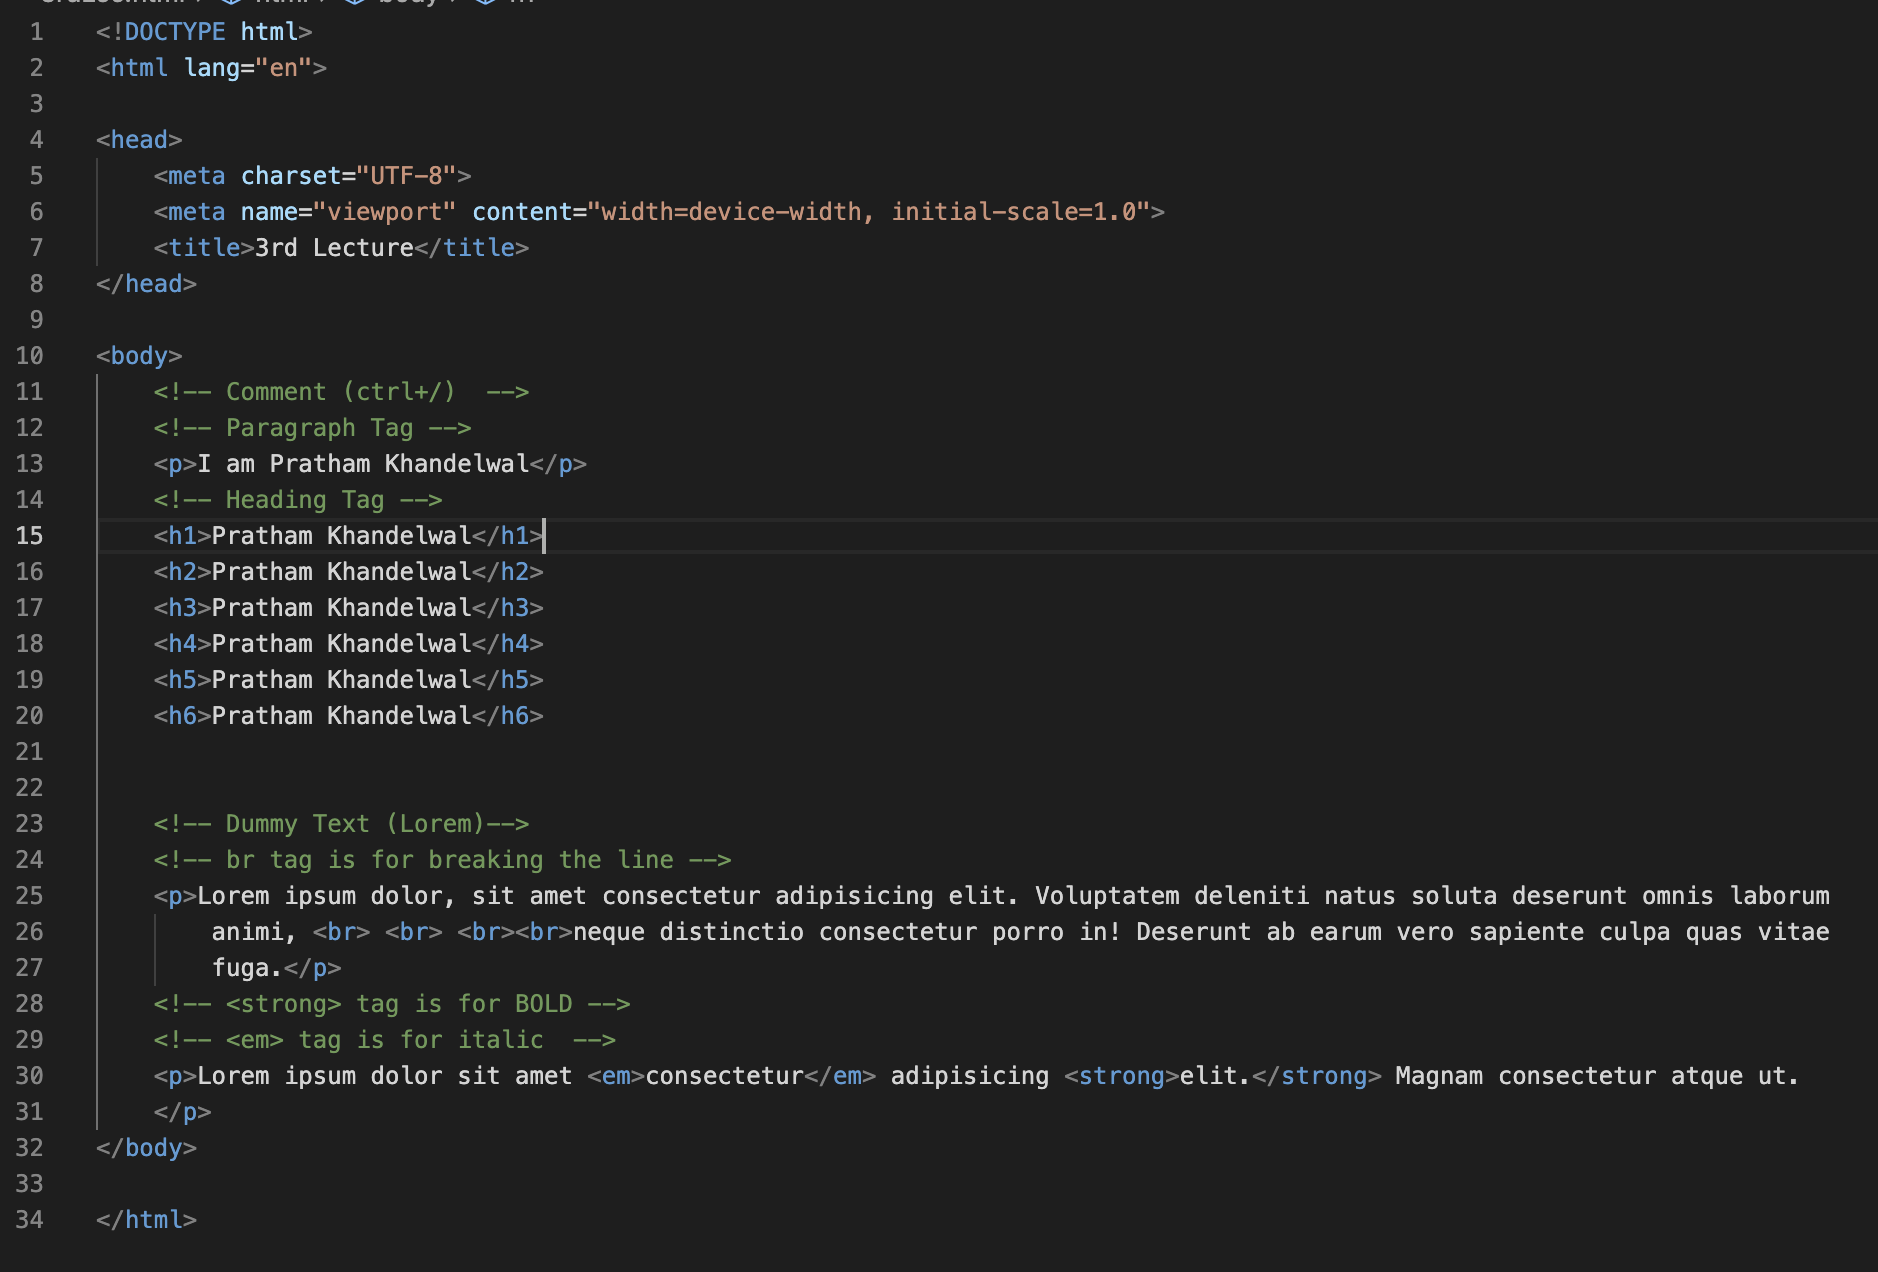 html > body >
1 <!DOCTYPE html>
2 <html lang="en">
3
4 <head>
5 <meta charset="UTF-8">
6 <meta name="viewport" content="width=device-width, initial-scale=1.0">
7 <title>3rd Lecture</title>
8 </head>
9
10 <body>
11 <!-- Comment (ctrl+/)  -->
12 <!-- Paragraph Tag -->
13 <p>I am Pratham Khandelwal</p>
14 <!-- Heading Tag -->
15 <h1>Pratham Khandelwal</h1>
16 <h2>Pratham Khandelwal</h2>
17 <h3>Pratham Khandelwal</h3>
18 <h4>Pratham Khandelwal</h4>
19 <h5>Pratham Khandelwal</h5>
20 <h6>Pratham Khandelwal</h6>
21
22
23 <!-- Dummy Text (Lorem)-->
24 <!-- br tag is for breaking the line -->
25 <p>Lorem ipsum dolor, sit amet consectetur adipisicing elit. Voluptatem deleniti natus soluta deserunt omnis laborum
26 animi, <br> <br> <br><br>neque distinctio consectetur porro in! Deserunt ab earum vero sapiente culpa quas vitae
27 fuga.</p>
28 <!-- <strong> tag is for BOLD -->
29 <!-- <em> tag is for italic  -->
30 <p>Lorem ipsum dolor sit amet <em>consectetur</em> adipisicing <strong>elit.</strong> Magnam consectetur atque ut.
31 </p>
32 </body>
33
34 </html>